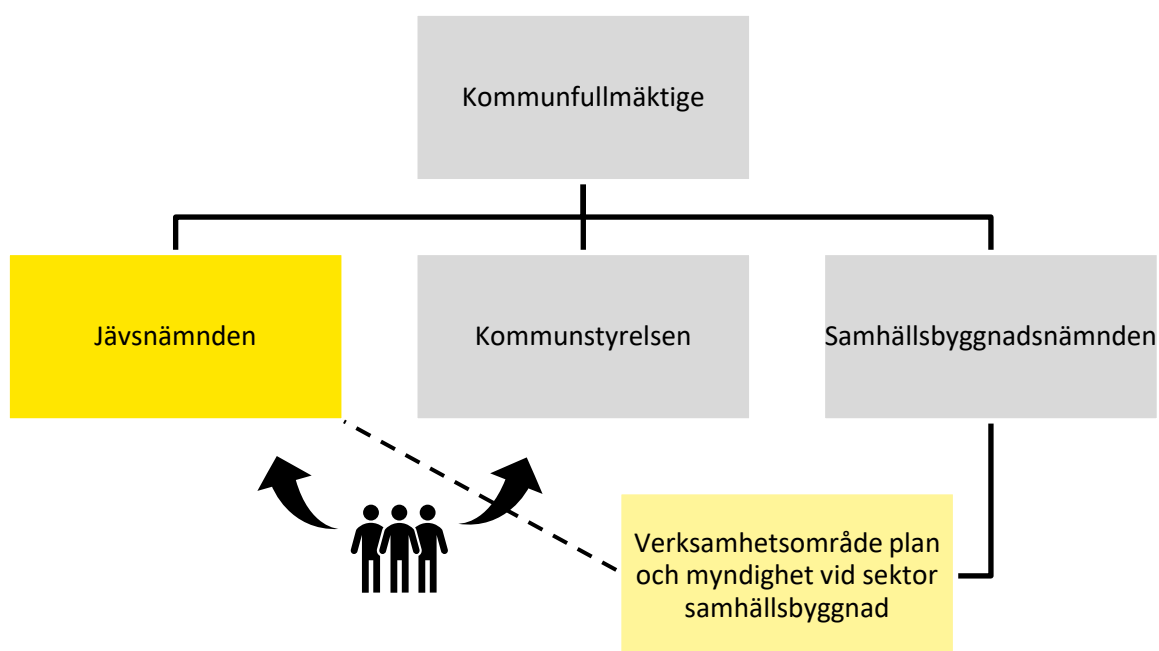 Kommunfullmäktige
Jävsnämnden
Kommunstyrelsen
Samhällsbyggnadsnämnden
Verksamhetsområde plan
och myndighet vid sektor
samhällsbyggnad